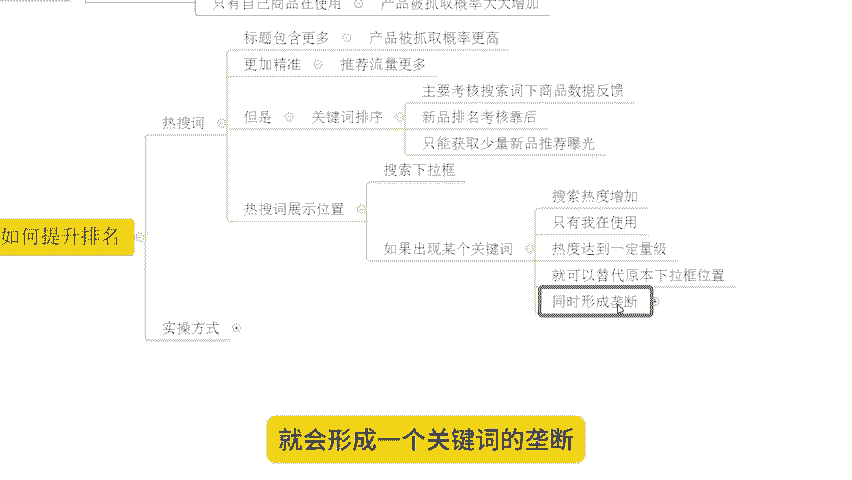 只有自己商品在使用 产品被抓取概率大大增加
标题包含更多 产品被抓取概率更高
更加精准 推荐流量更多
主要考核搜索词下商品数据反馈
但是 关键词排序 新品排名考核靠后
热搜词
只能获取少量新品推荐曝光
搜索下拉框
搜索热度增加
热搜词展示位置
只有我在使用
如何提升排名
如果出现某个关键词 热度达到一定量级
就可以替代原本下拉框位置
同时形成垄断
实操方式
就会形成一个关键词的垄断